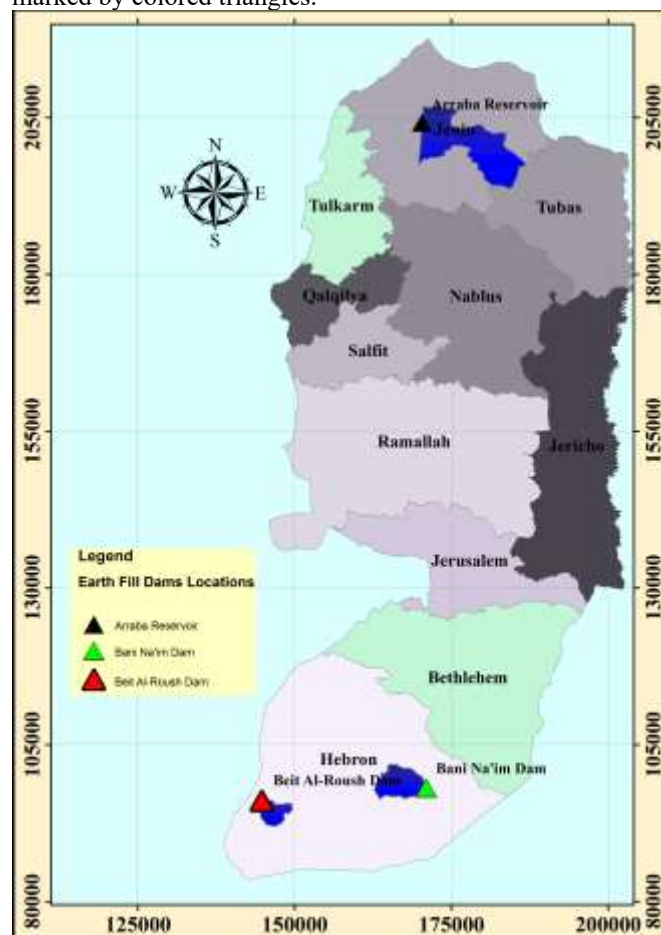 marked by colored triangles.
Arraba Reservoir
205000
205000
Jenin
N
W
E
S
Tulkarm
Tubas
180000
180000
Qalqilya
Nablus
Salfit
155000
155000
Ramallah
Jericho
Legend
Jerusalem
Earth Fill Dams Locations
130000
130000
Arraba Reservoir
Bani Na'im Dam
Beit Al-Roush Dam
Bethlehem
105000
105000
Hebron
Bani Na'im Dam
Beit Al-Roush Dam
80000
80000
125000
150000
175000
200000